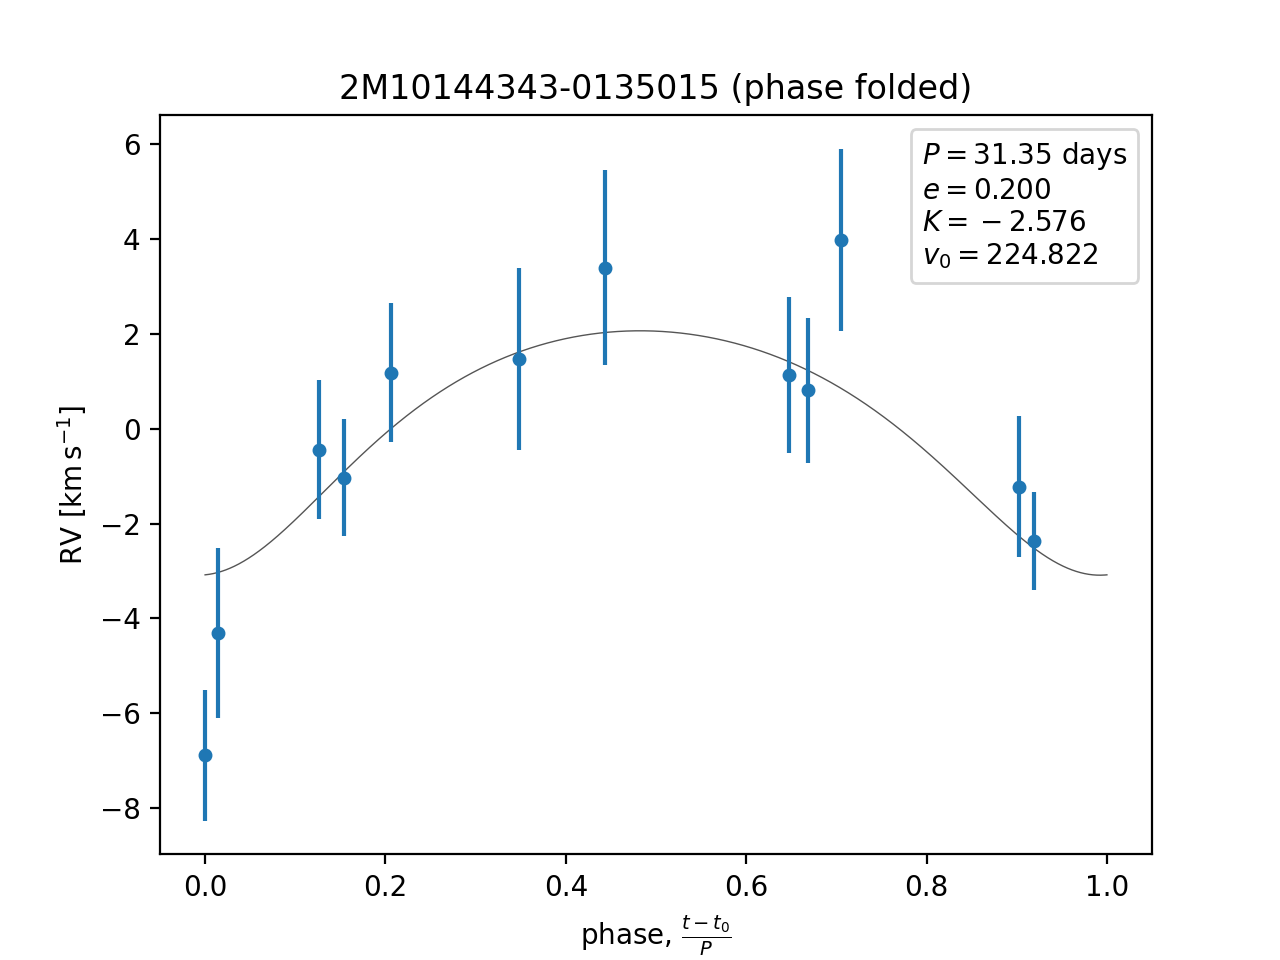 2M10144343-0135015 (phase folded)
P = 31.35 days
e = 0.200
K = −2.576
v₀ = 224.822
RV [km s⁻¹]
6
4
2
0
−2
−4
−6
−8
0.0 0.2 0.4 0.6 0.8 1.0
phase, (t − t₀)/P